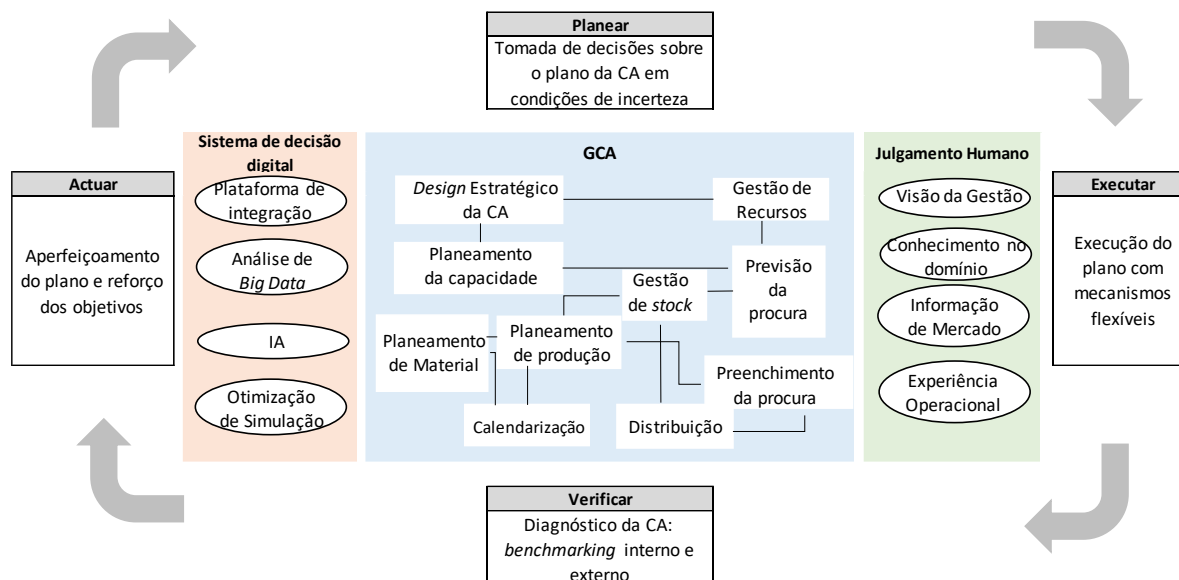 Planear
Tomada de decisões sobre
o plano da CA em
condições de incerteza
Sistema de decisão
digital
Plataforma de
integração
Análise de
Big Data
IA
Otimização
de Simulação
GCA
Design Estratégico
da CA
Gestão de
Recursos
Planeamento
da capacidade
Gestão
de stock
Previsão
da
procura
Planeamento
de Material
Planeamento
de produção
Preenchimento
da procura
Calendarização
Distribuição
Julgamento Humano
Visão da Gestão
Conhecimento no
domínio
Informação
de Mercado
Experiência
Operacional
Actuar
Aperfeiçoamento
do plano e reforço
dos objetivos
Executar
Execução do
plano com
mecanismos
flexíveis
Verificar
Diagnóstico da CA:
benchmarking interno e
externo